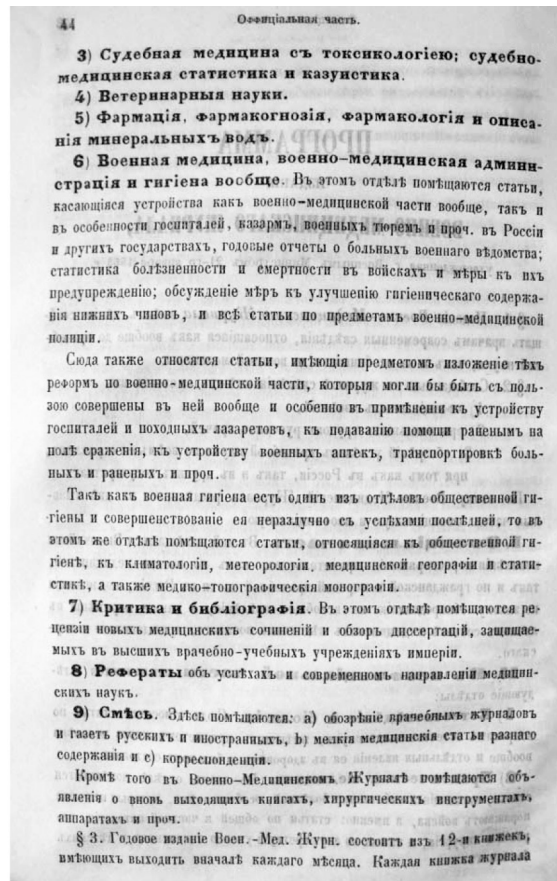 44
Оффиціальная часть.
3) Судебная медицина съ токсикологіею; судебно-
медицинская статистика и казуистика.
4) Ветеринарныя науки.
5) Фармація, фармакогнозія, фармакологія и описа-
нія минеральныхъ водъ.
6) Военная медицина, военно-медицинская админи-
страція и гигіена вообще. Въ этомъ отдѣлѣ помѣщаются статьи,
касающіяся устройства какъ военно-медицинской части вообще, такъ и
въ особенности госпиталей, казармъ, военныхъ тюремъ и проч. въ Россіи
и другихъ государствахъ, годовые отчеты о больныхъ военнаго вѣдомства;
статистика болѣзненности и смертности въ войскахъ и мѣры къ ихъ
предупрежденію; обсужденіе мѣръ къ улучшенію гигіеническаго содержа-
нія нижнихъ чиновъ, и всѣ статьи по предметамъ военно-медицинской
полиціи.
Сюда также относятся статьи, имѣющія предметомъ изложеніе тѣхъ
реформъ по военно-медицинской части, которыя могли бы быть съ поль-
зою совершены въ ней вообще и особенно въ примѣненіи къ устройству
госпиталей и походныхъ лазаретовъ, къ подаванію помощи раненымъ на
полѣ сраженія, къ устройству военныхъ аптекъ, транспортировкѣ боль-
ныхъ и раненыхъ и проч.
Такъ какъ военная гигіена есть одинъ изъ отдѣловъ общественной ги-
гіены и совершенствованіе ея неразлучно съ успѣхами послѣдней, то въ
этомъ же отдѣлѣ помѣщаются статьи, относящіяся къ общественной ги-
гіенѣ, къ климатологіи, метеорологіи, медицинской географіи и стати-
стикѣ, а также медико-топографическія монографіи.
7) Критика и библіографія. Въ этомъ отдѣлѣ помѣщаются ре-
цензіи новыхъ медицинскихъ сочиненій и обзоръ диссертацій, защищае-
мыхъ въ высшихъ врачебно-учебныхъ учрежденіяхъ имперіи.
8) Рефераты объ успѣхахъ и современномъ направленіи медицин-
скихъ наукъ.
9) Смѣсь. Здѣсь помѣщаются: а) обозрѣніе врачебныхъ журналовъ
и газетъ русскихъ и иностранныхъ, b) мелкія медицинскія статьи разнаго
содержанія и с) корреспонденція.
Кромѣ того въ Военно-Медицинскомъ Журналѣ помѣщаются объ-
явленія о вновь выходящихъ книгахъ, хирургическихъ инструментахъ,
аппаратахъ и проч.
§ 3. Годовое изданіе Воен.-Мед. Журн. состоитъ изъ 12-и книжекъ,
имѣющихъ выходить вначалѣ каждаго мѣсяца. Каждая книжка журнала